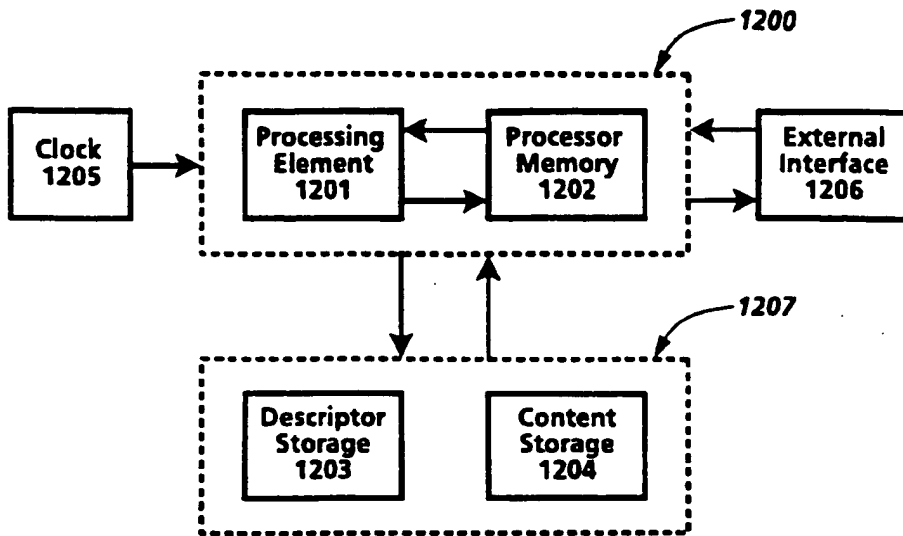 1200
Clock
1205
Processing
Element
1201
Processor
Memory
1202
External
Interface
1206
1207
Descriptor
Storage
1203
Content
Storage
1204